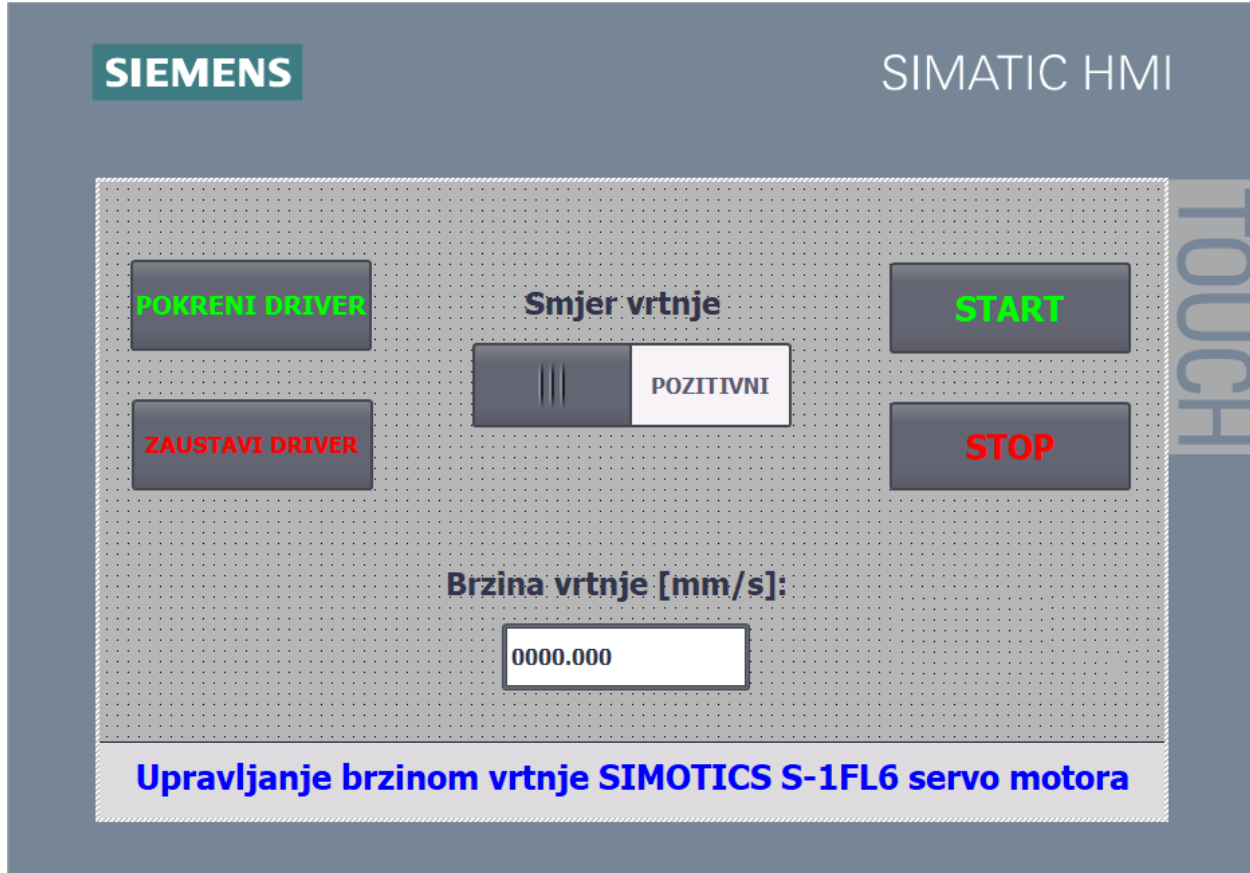 SIEMENS
SIMATIC HMI
TOUCH
POKRENI DRIVER
Smjer vrtnje
START
POZITIVNI
ZAUSTAVI DRIVER
STOP
Brzina vrtnje [mm/s]:
0000.000
Upravljanje brzinom vrtnje SIMOTICS S-1FL6 servo motora